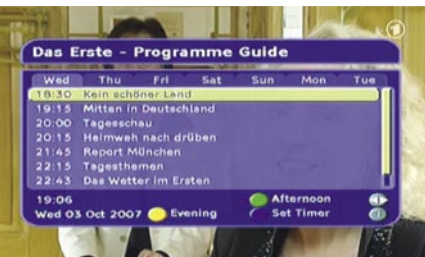 Das Erste - Programme Guide
Wed Thu Fri Sat Sun Mon Tue
18:30 Kein schöner Land
19:15 Mitten in Deutschland
20:00 Tagesschau
20:15 Heimweh nach drüben
21:45 Report München
22:15 Tagesthemen
22:43 Das Wetter im Ersten
19:06 Afternoon
Wed 03 Oct 2007 Evening Set Timer